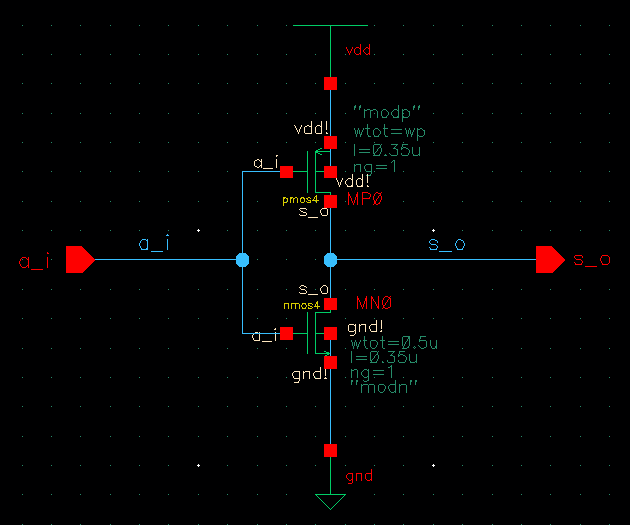 vdd
"modp"
vdd!
wtot=wp
l=0.35u
a_i
ng=1
vdd!
pmos4
MP0
s_o
a_i
s_o
a_i
s_o
s_o
nmos4
MN0
gnd!
a_i
wtot=0.5u
l=0.35u
gnd!
ng=1
"modn"
gnd